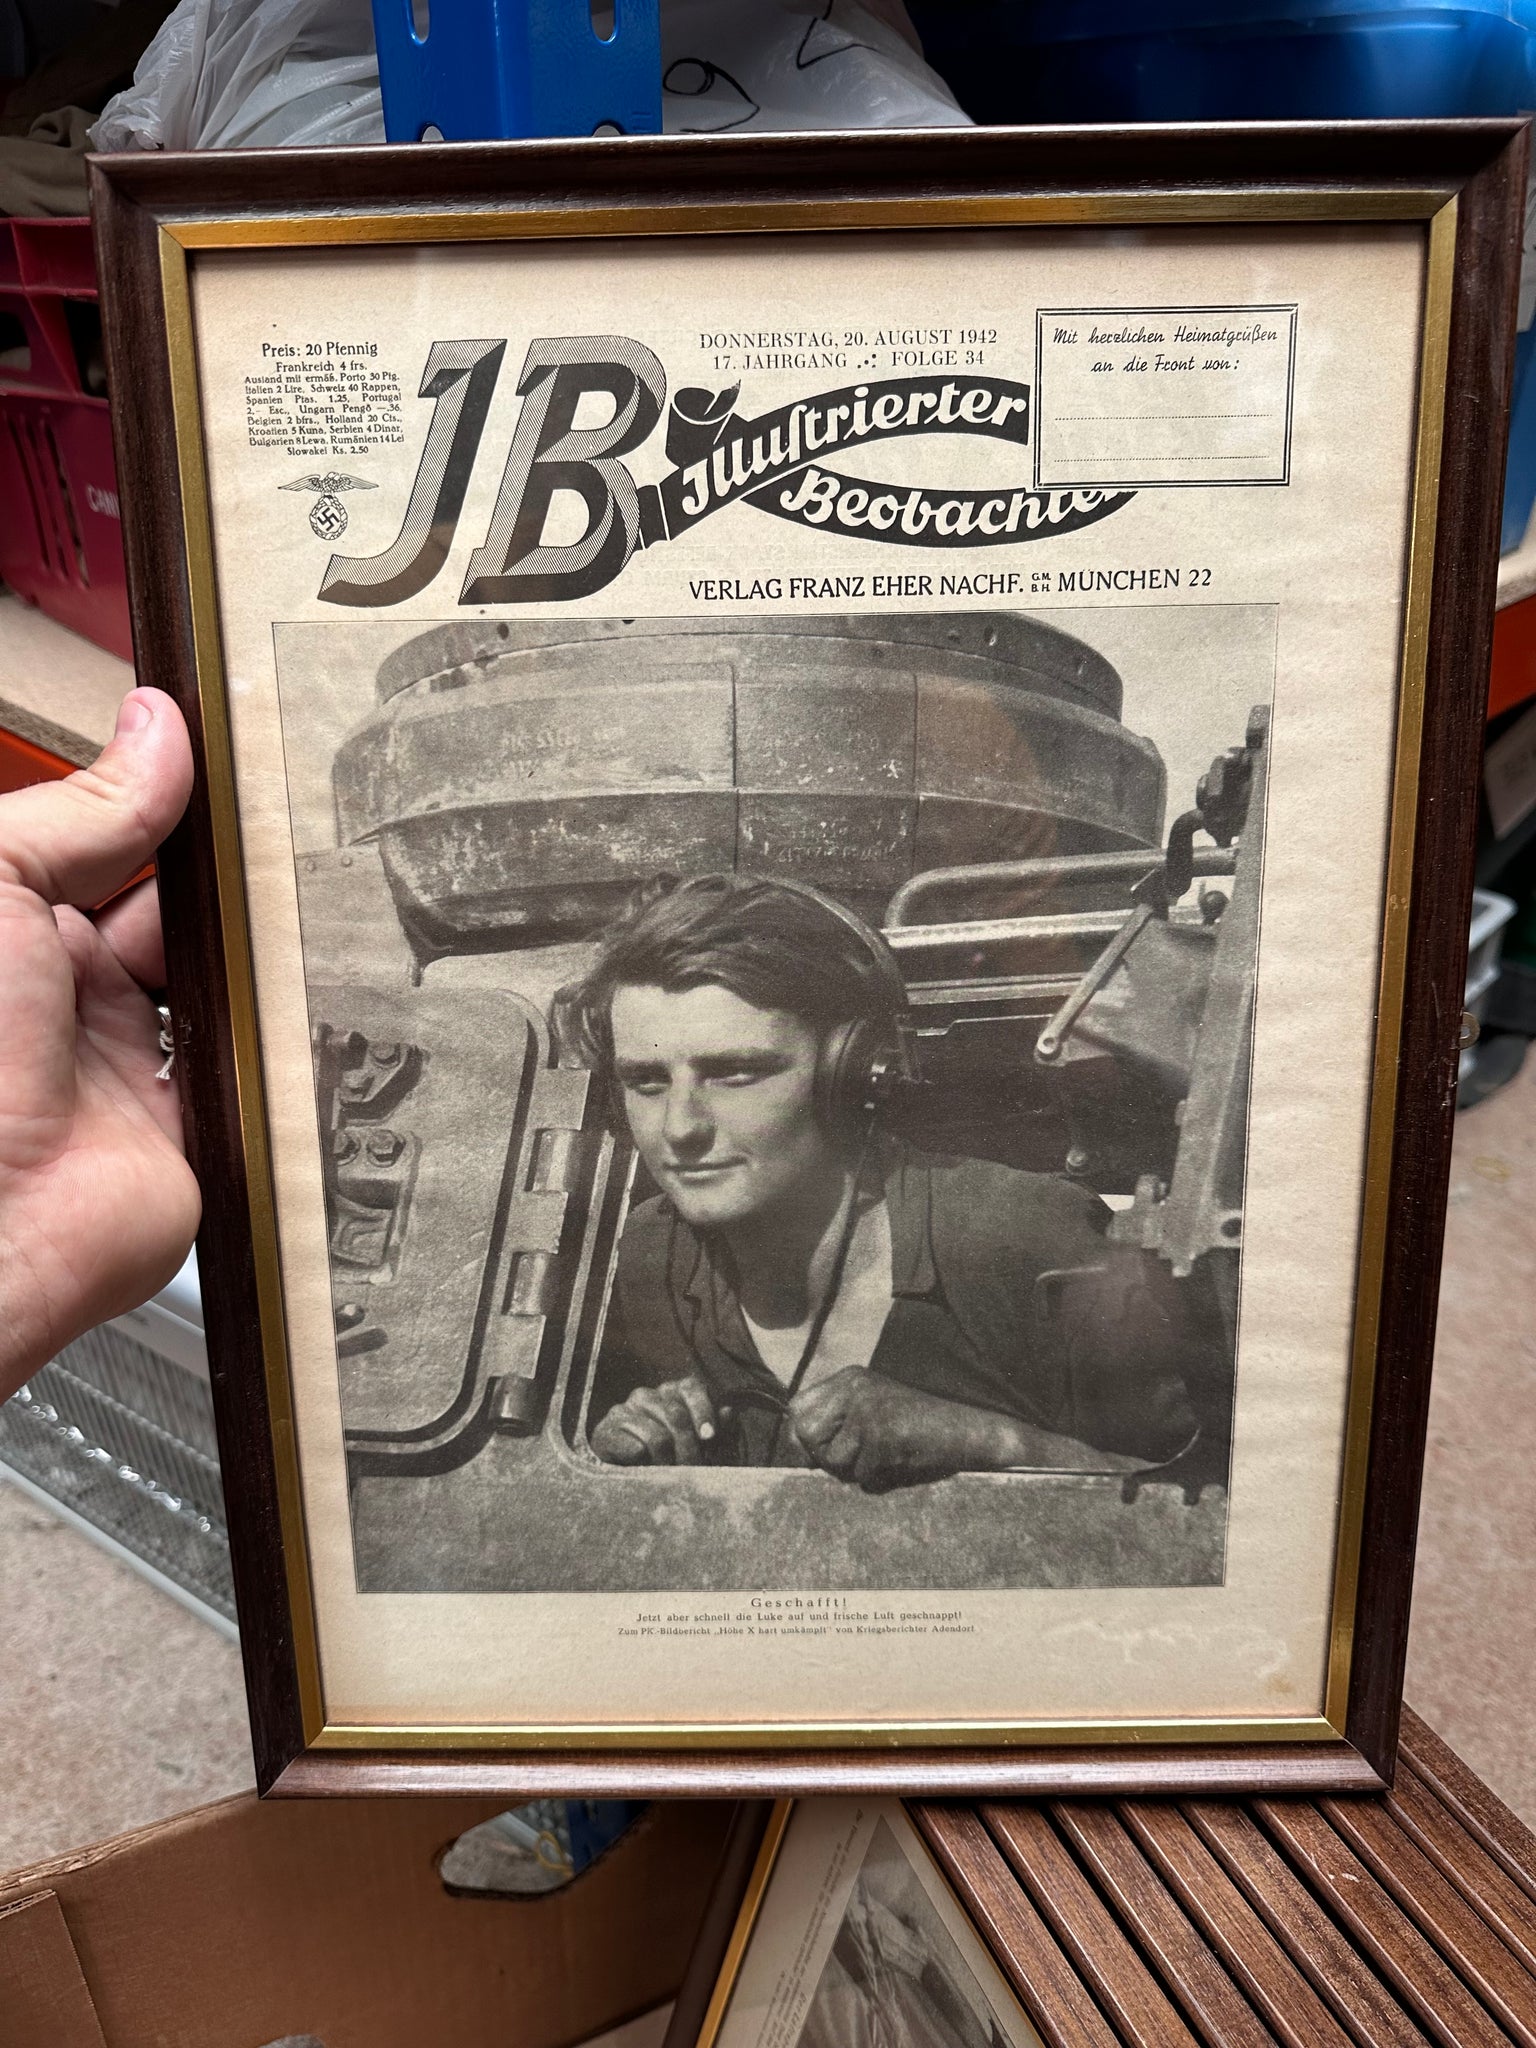 Preis: 20 Pfennig
Frankreich 4 frs.
Ausland mit ermäß. Porto 30 Pfg.
Italien 2 Lire, Schweiz 40 Rappen,
Spanien Ptas. 1.25, Portugal
2.- Esc., Ungarn Pengö —.36,
Belgien 2 bfrs., Holland 20 Cts.,
Kroatien 5 Kuna, Serbien 4 Dinar,
Bulgarien 8 Lewa, Rumänien 14 Lei
Slowakei Ks. 2.50
JB
DONNERSTAG, 20. AUGUST 1942
17. JAHRGANG FOLGE 34
Illustrierter
Beobachter
Mit herzlichen Heimatgrüßen
an die Front von:
VERLAG FRANZ EHER NACHF. G.M.B.H. MÜNCHEN 22
Geschafft!
Jetzt aber schnell die Luke auf und frische Luft geschnappt!
Zum PK.-Bildbericht „Höhe X hart umkämpft" von Kriegsberichter Adendorf